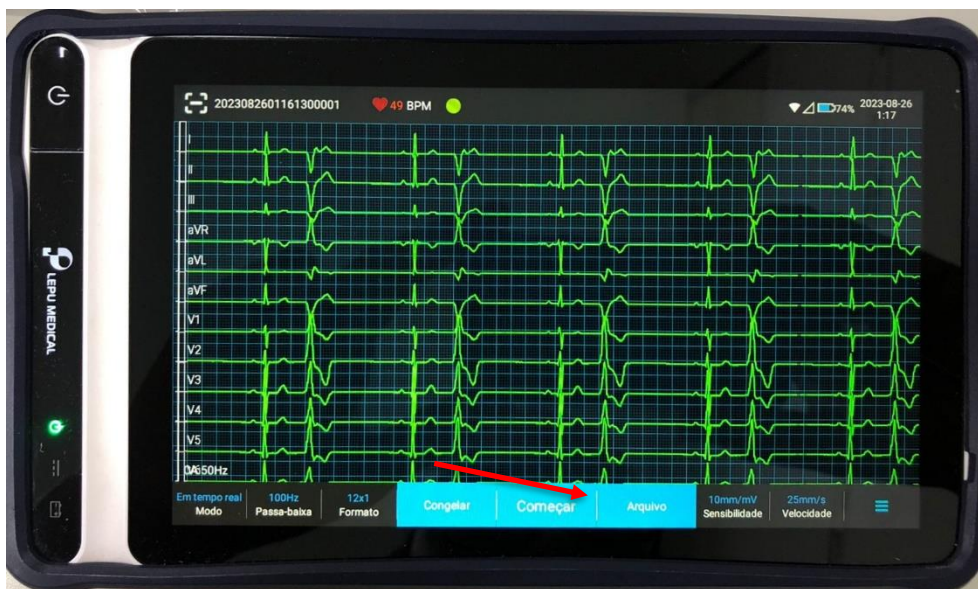 2023082601161300001 49 BPM 74% 2023-08-26
1:17
I
II
III
aVR
aVL
aVF
V1
V2
V3
V4
V5
50Hz
LEPU MEDICAL
Em tempo real 100Hz 12x1 Congelar Começar Arquivo 10mm/mV 25mm/s
Modo Passa-baixa Formato Sensibilidade Velocidade